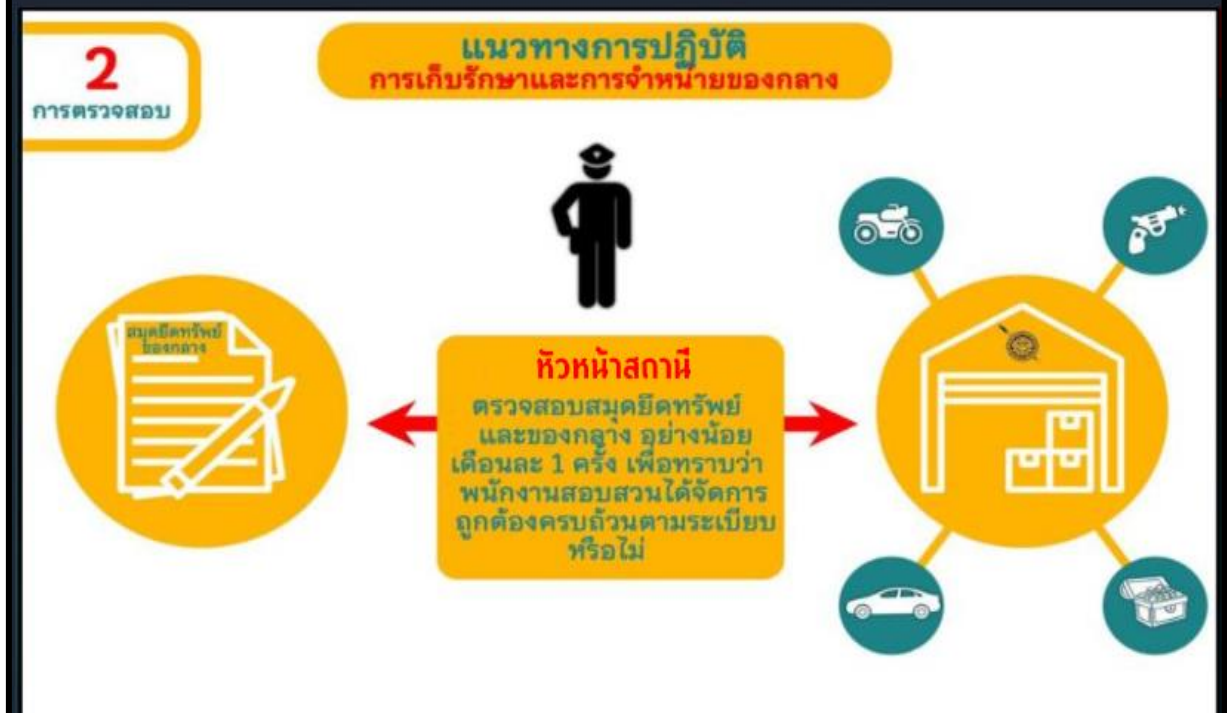 2
การตรวจสอบ
แนวทางการปฏิบัติ
การเก็บรักษาและการจำหน่ายของกลาง
สมุดยึดทรัพย์
ของกลาง
หัวหน้าสถานี
ตรวจสอบสมุดยึดทรัพย์
และของกลาง อย่างน้อย
เดือนละ 1 ครั้ง เพื่อทราบว่า
พนักงานสอบสวนได้จัดการ
ถูกต้องครบถ้วนตามระเบียบ
หรือไม่